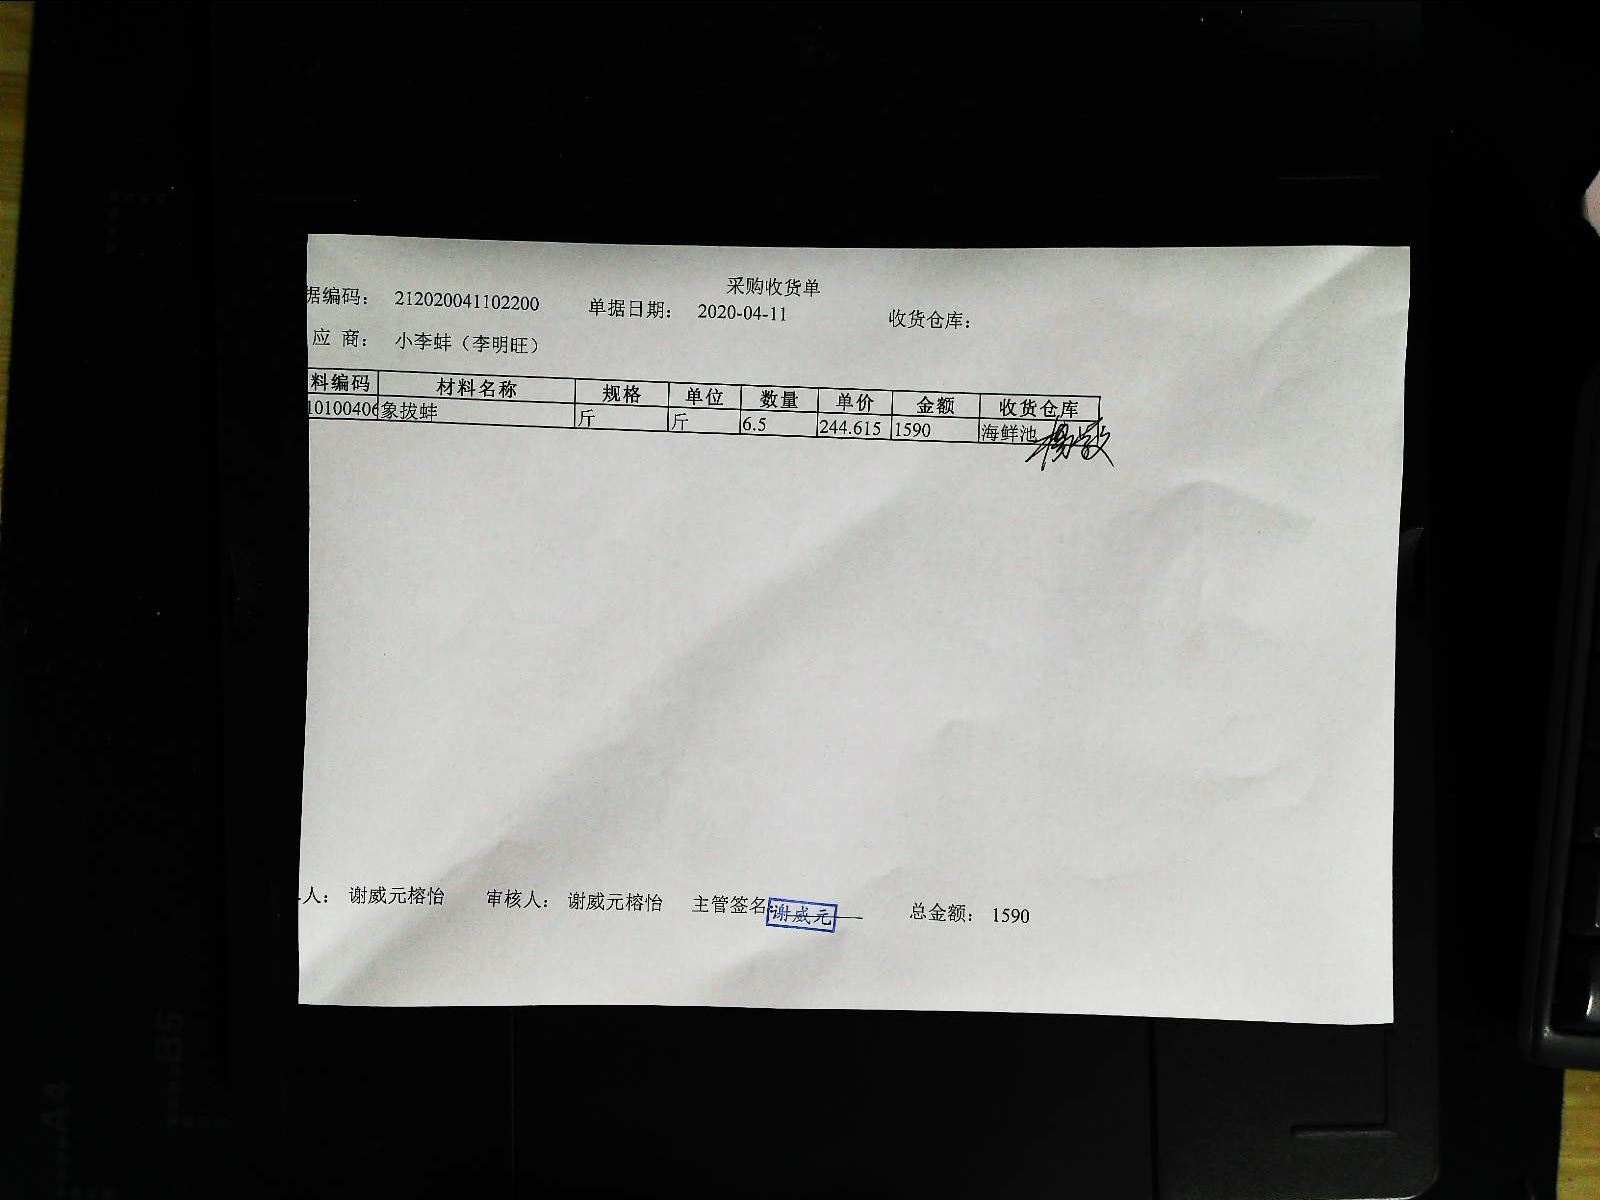 采购收货单
据编码： 212020041102200 单据日期： 2020-04-11 收货仓库：
应 商： 小李蚌（李明旺）
料编码 材料名称 规格 单位 数量 单价 金额 收货仓库
10100406 象拔蚌 斤 斤 6.5 244.615 1590 海鲜池
人： 谢威元榕怡 审核人： 谢威元榕怡 主管签名： 谢威元 总金额： 1590
B5
A4